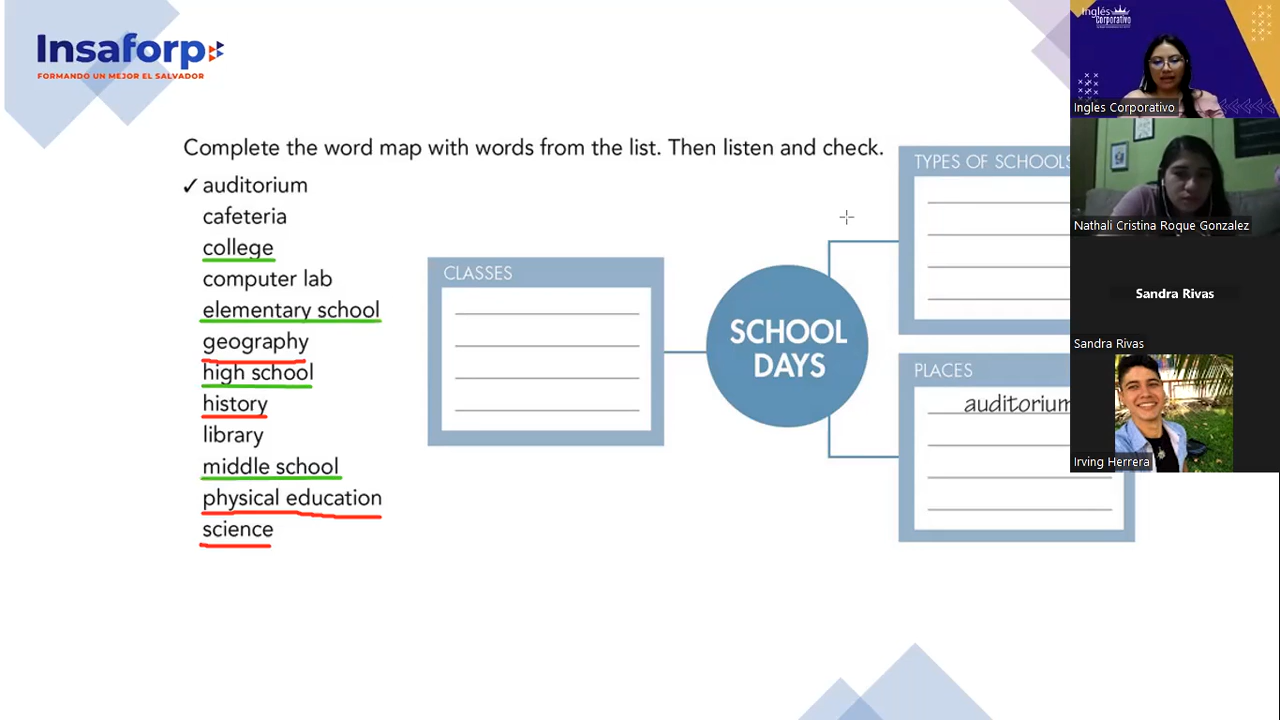 Insaforp
FORMANDO UN MEJOR EL SALVADOR
Complete the word map with words from the list. Then listen and check.
✓ auditorium
cafeteria
college
computer lab
elementary school
geography
high school
history
library
middle school
physical education
science
CLASSES
SCHOOL
DAYS
TYPES OF SCHOOLS
PLACES
auditorium
Inglés
Corporativo
Ingles Corporativo
Nathali Cristina Roque Gonzalez
Sandra Rivas
Sandra Rivas
Irving Herrera